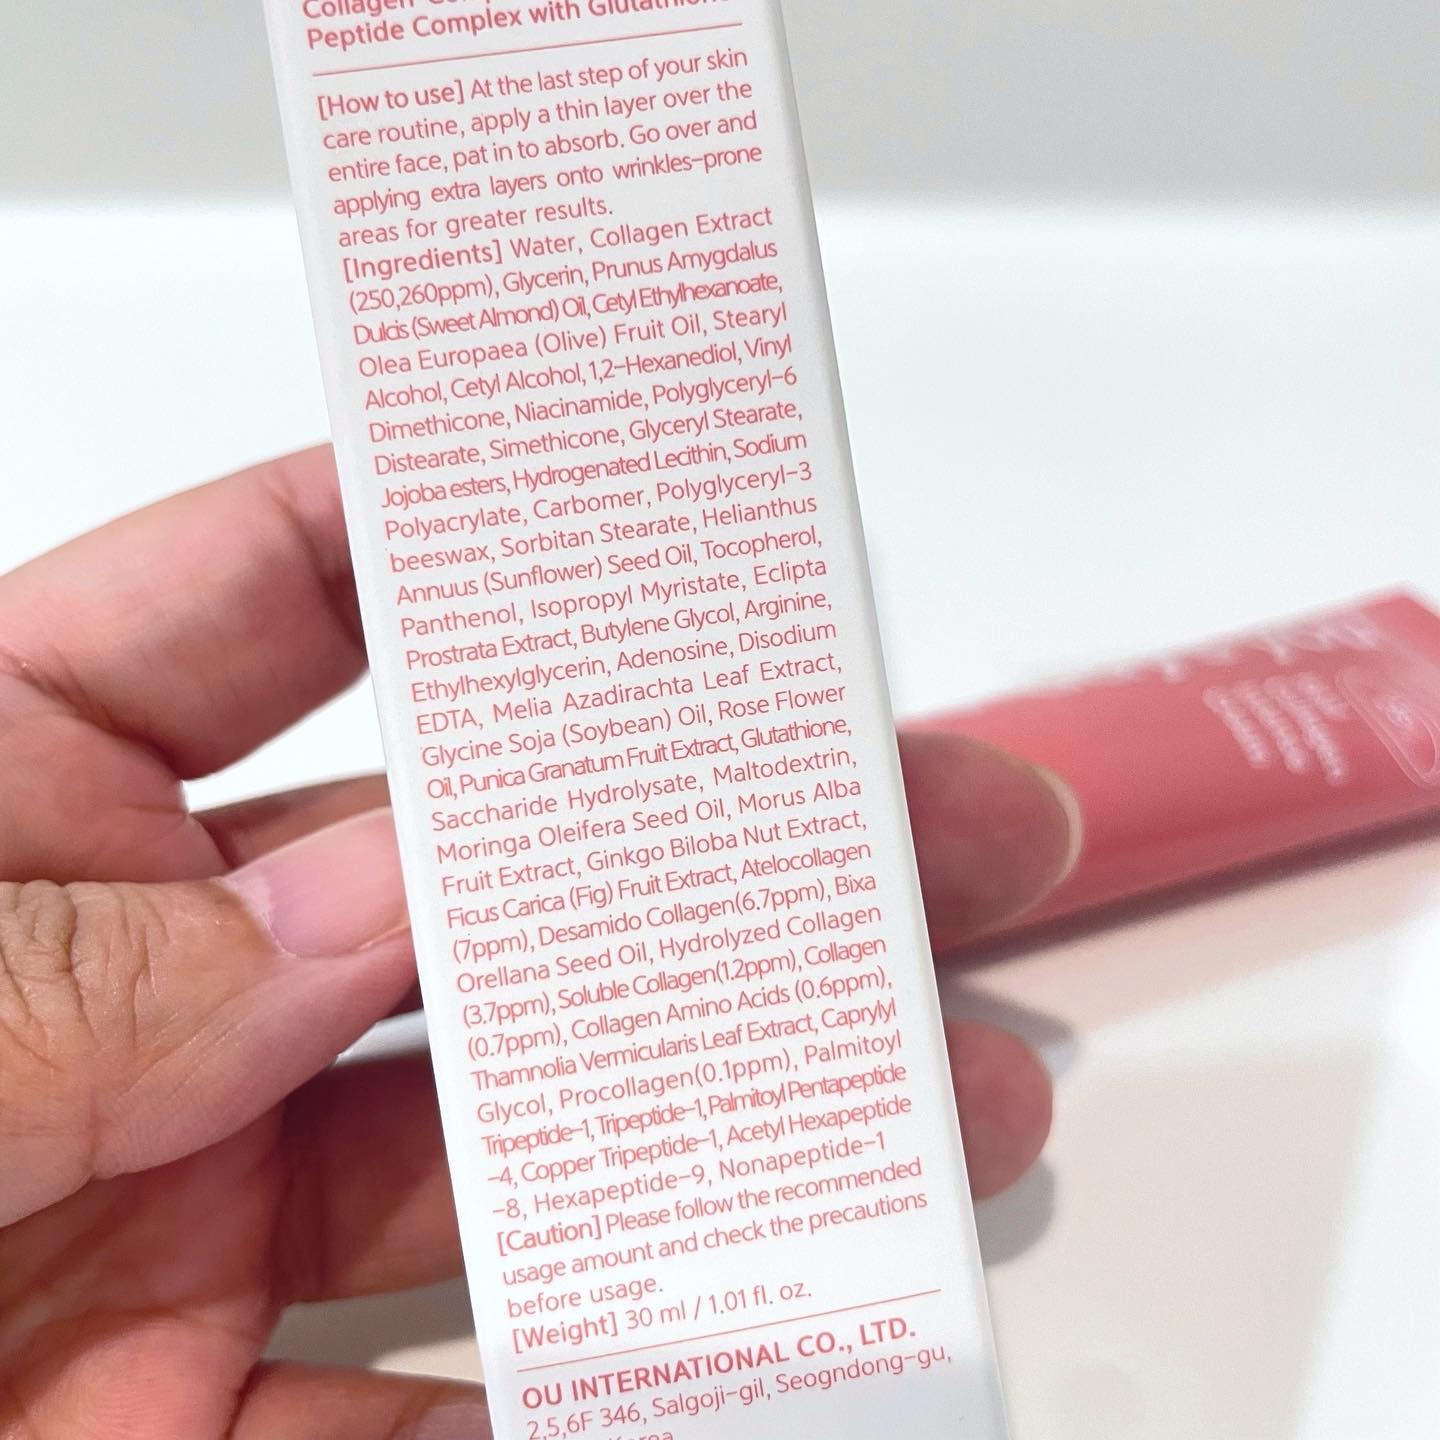 Peptide Complex with Glutathione
[How to use] At the last step of your skin
care routine, apply a thin layer over the
entire face, pat in to absorb. Go over and
applying extra layers onto wrinkles-prone
areas for greater results.
[Ingredients] Water, Collagen Extract
(250,260ppm), Glycerin, Prunus Amygdalus
Dulcis (Sweet Almond) Oil, Cetyl Ethylhexanoate,
Olea Europaea (Olive) Fruit Oil, Stearyl
Alcohol, Cetyl Alcohol, 1,2-Hexanediol, Vinyl
Dimethicone, Niacinamide, Polyglyceryl-6
Distearate, Simethicone, Glyceryl Stearate,
Jojoba esters, Hydrogenated Lecithin, Sodium
Polyacrylate, Carbomer, Polyglyceryl-3
beeswax, Sorbitan Stearate, Helianthus
Annuus (Sunflower) Seed Oil, Tocopherol,
Panthenol, Isopropyl Myristate, Eclipta
Prostrata Extract, Butylene Glycol, Arginine,
Ethylhexylglycerin, Adenosine, Disodium
EDTA, Melia Azadirachta Leaf Extract,
Glycine Soja (Soybean) Oil, Rose Flower
Oil, Punica Granatum Fruit Extract, Glutathione,
Saccharide Hydrolysate, Maltodextrin,
Moringa Oleifera Seed Oil, Morus Alba
Fruit Extract, Ginkgo Biloba Nut Extract,
Ficus Carica (Fig) Fruit Extract, Atelocollagen
(7ppm), Desamido Collagen(6.7ppm), Bixa
Orellana Seed Oil, Hydrolyzed Collagen
(3.7ppm), Soluble Collagen(1.2ppm), Collagen
(0.7ppm), Collagen Amino Acids (0.6ppm),
Thamnolia Vermicularis Leaf Extract, Caprylyl
Glycol, Procollagen(0.1ppm), Palmitoyl
Tripeptide-1, Tripeptide-1, Palmitoyl Pentapeptide
-4, Copper Tripeptide-1, Acetyl Hexapeptide
-8, Hexapeptide-9, Nonapeptide-1
[Caution] Please follow the recommended
usage amount and check the precautions
before usage.
[Weight] 30 ml / 1.01 fl. oz.
OU INTERNATIONAL CO., LTD.
2,5,6F 346, Salgoji-gil, Seogndong-gu,